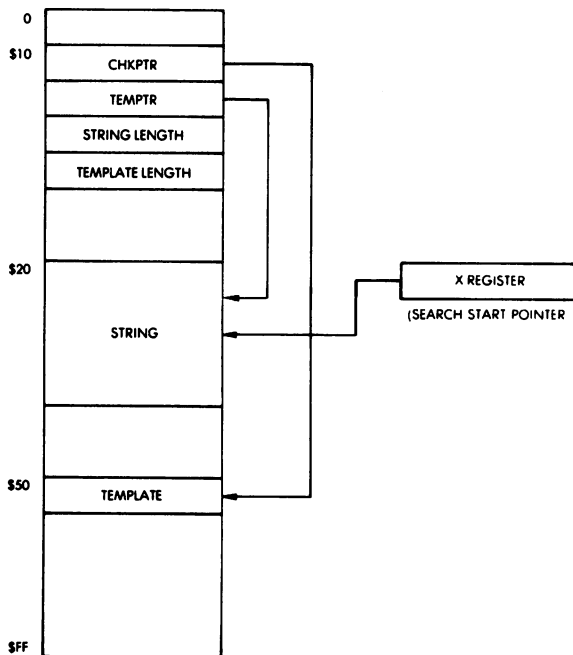 0
$10
CHKPTR
TEMPTR
STRING LENGTH
TEMPLATE LENGTH
$20
X REGISTER
(SEARCH START POINTER
STRING
$50
TEMPLATE
$FF